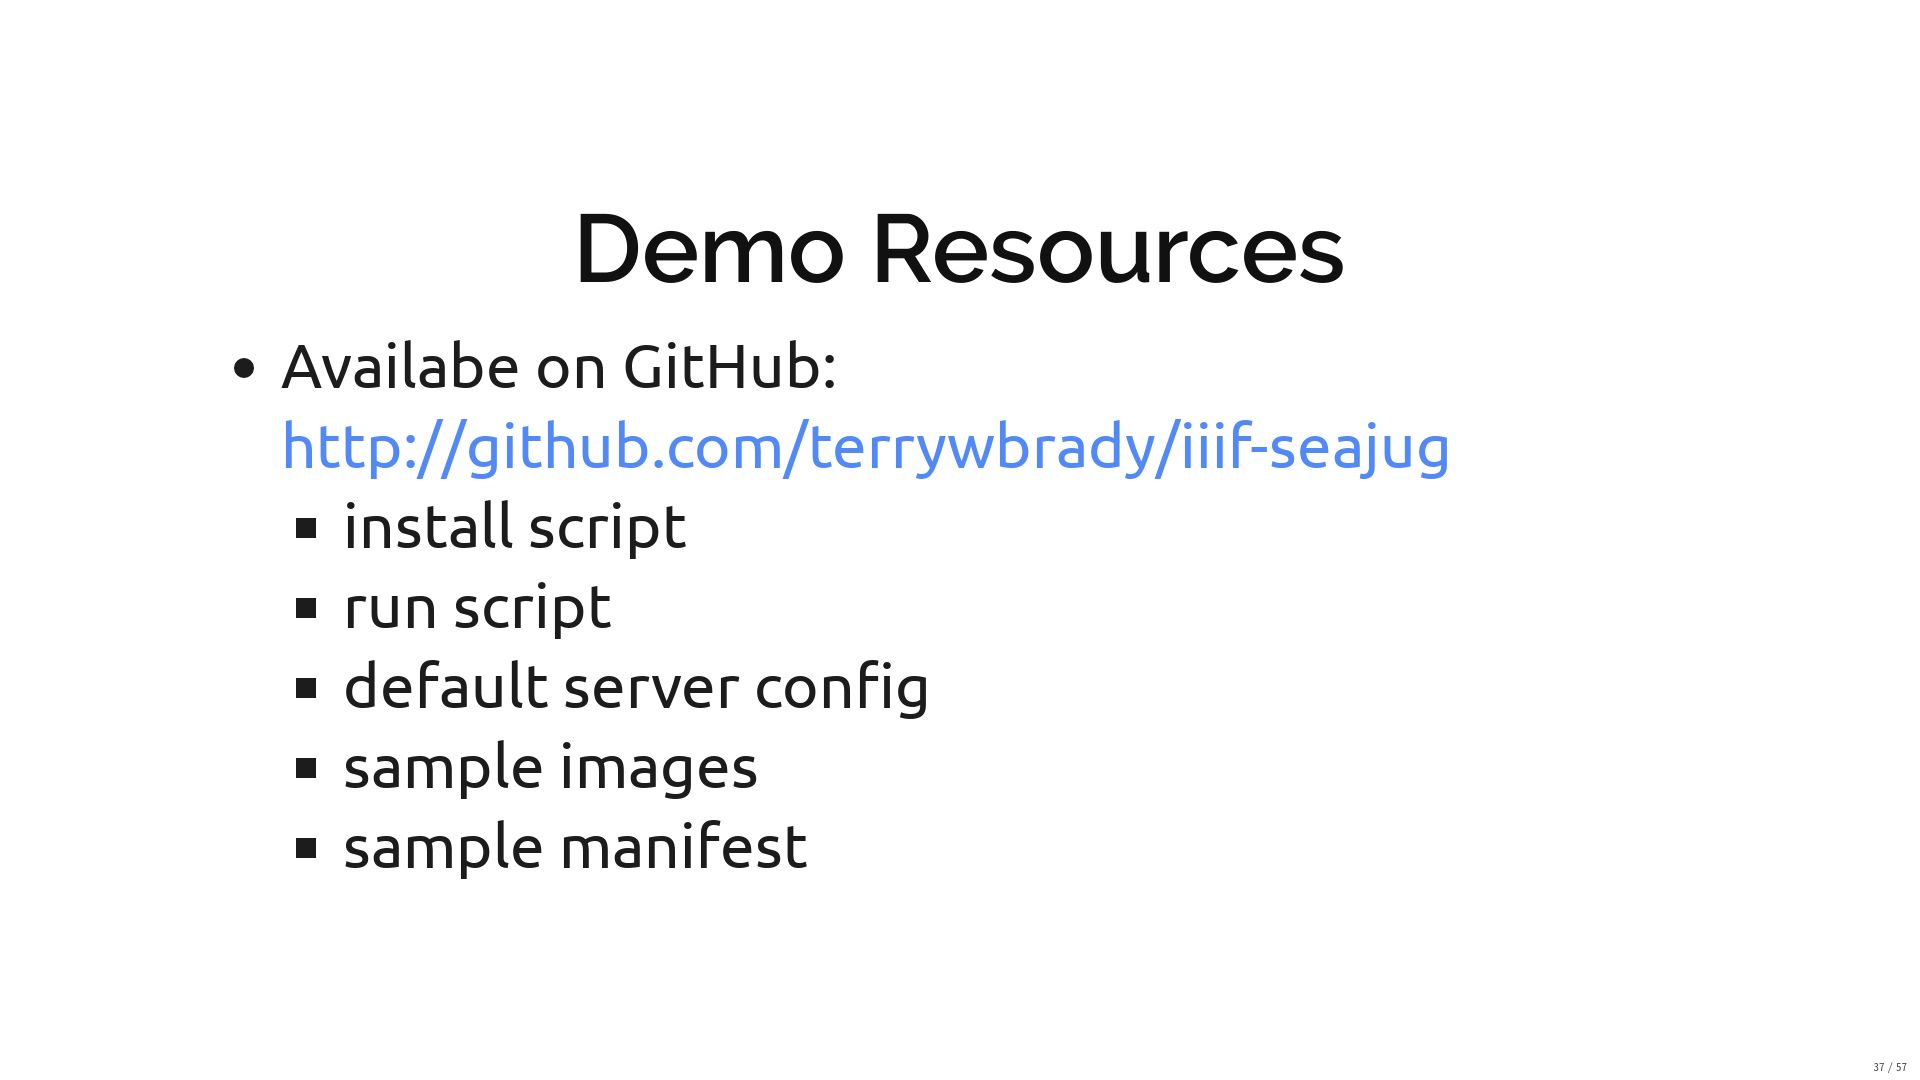 Demo Resources
Availabe on GitHub:
http://github.com/terrywbrady/iiif-seajug
install script
run script
default server config
sample images
sample manifest
37 / 57